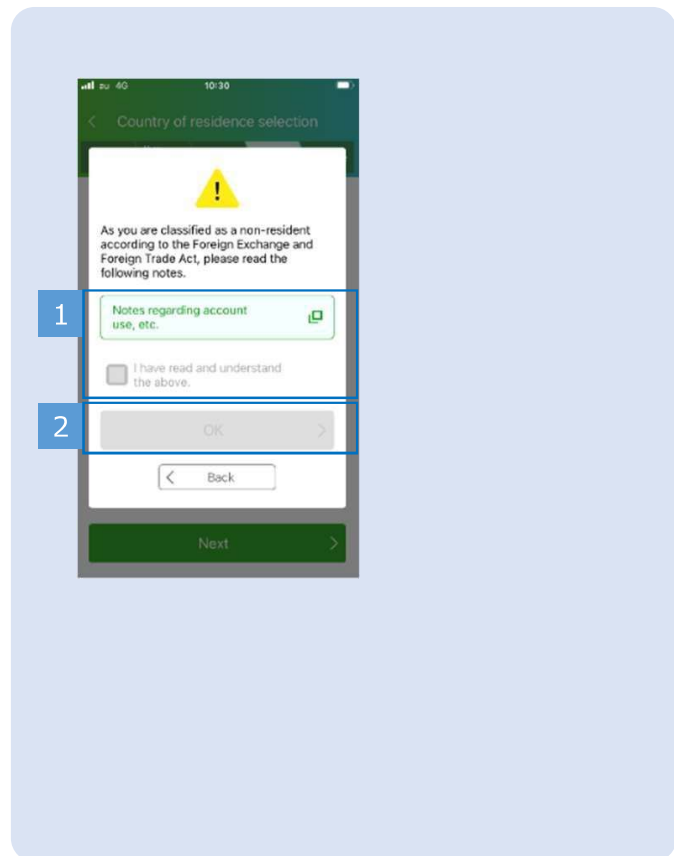 4G
10:30
Country of residence selection
!
As you are classified as a non-resident
according to the Foreign Exchange and
Foreign Trade Act, please read the
following notes.
1
Notes regarding account
use, etc.
I have read and understand
the above.
2
OK
Back
Next